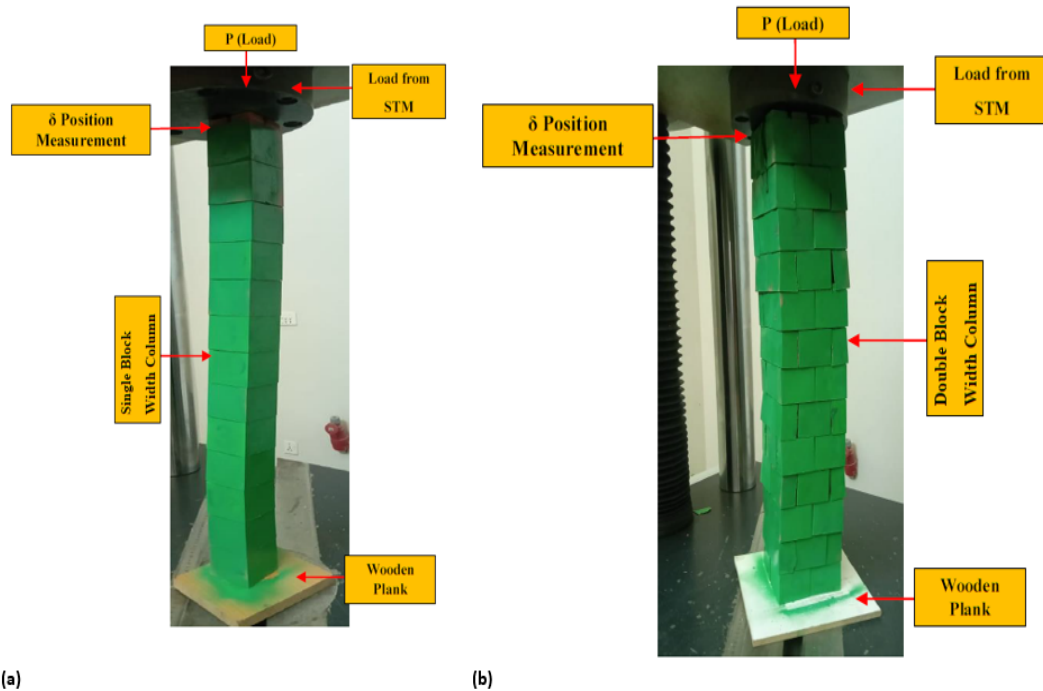 P (Load)
Load from
STM
δ Position
Measurement
Single Block
Width Column
Wooden
Plank
(a)
P (Load)
Load from
STM
δ Position
Measurement
Double Block
Width Column
Wooden
Plank
(b)